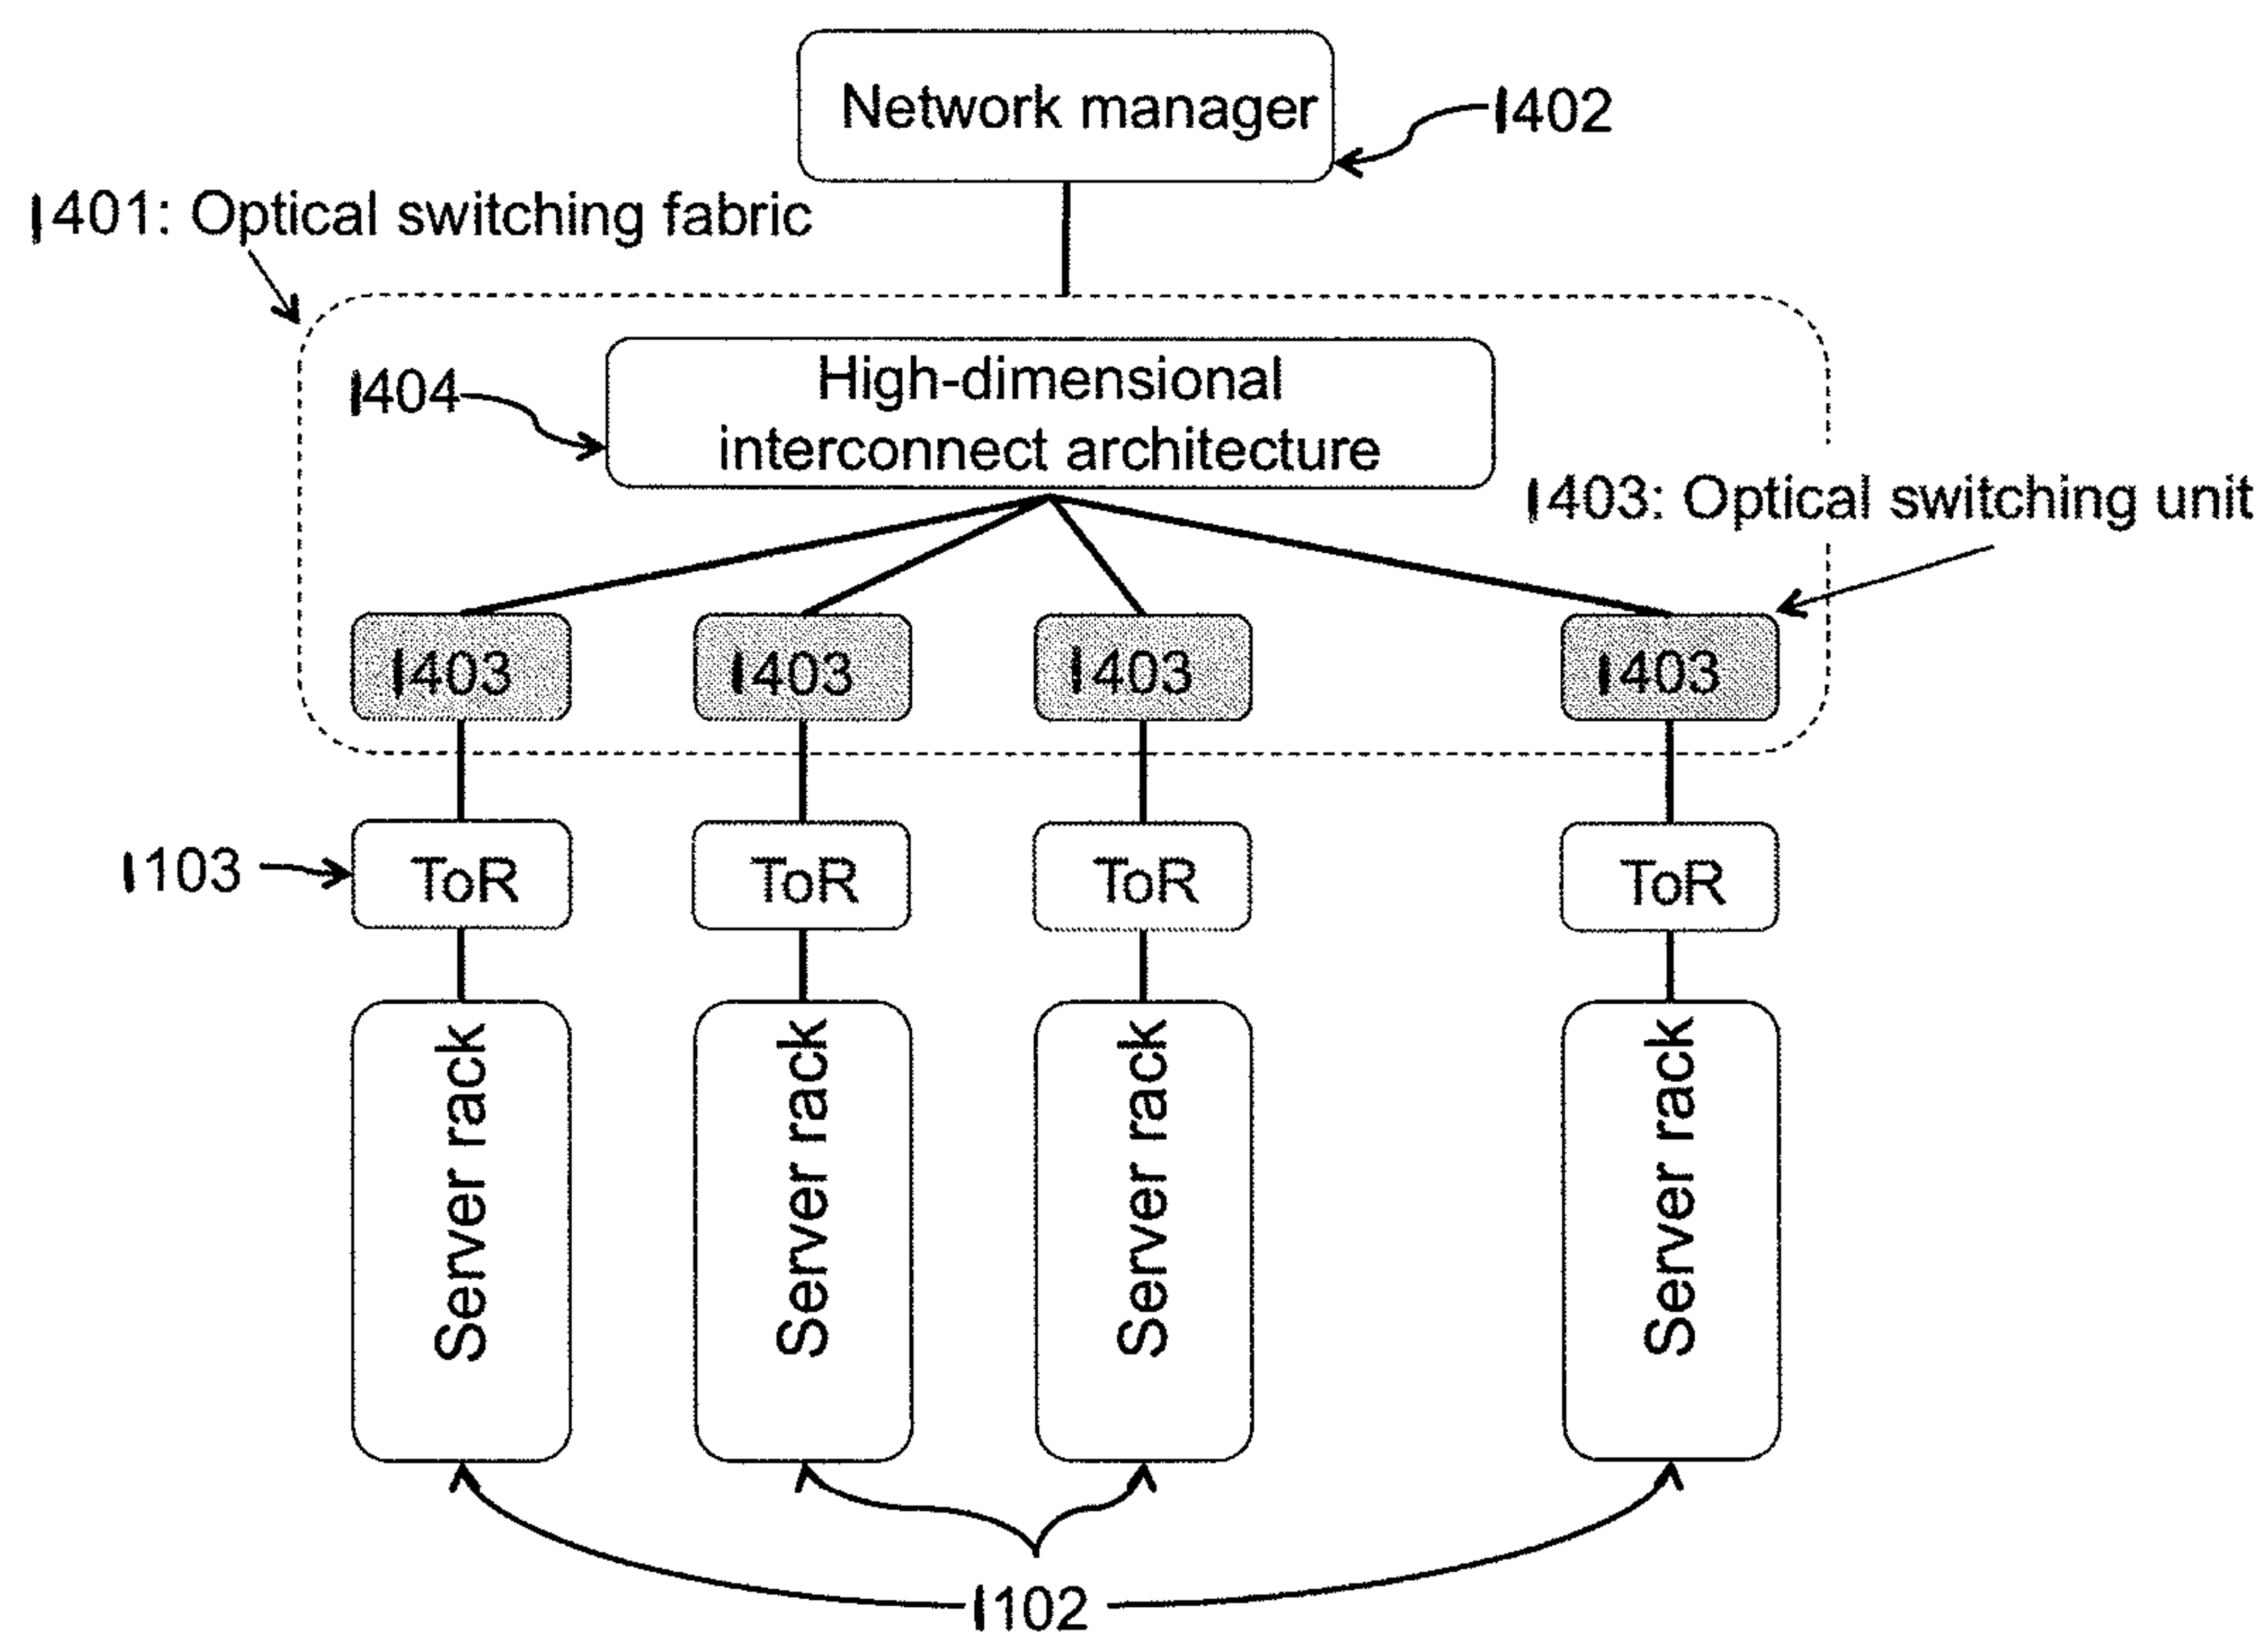 Network manager
1402
1401: Optical switching fabric
High-dimensional
interconnect architecture
1404
1403: Optical switching unit
1403
1403
1403
1403
1103
ToR
ToR
ToR
ToR
Server rack
Server rack
Server rack
Server rack
1102